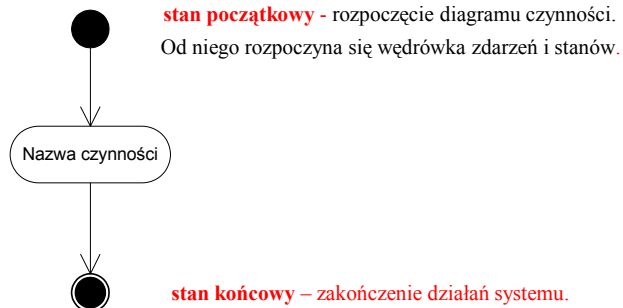 stan początkowy - rozpoczęcie diagramu czynności.
Od niego rozpoczyna się wędrówka zdarzeń i stanów.
Nazwa czynności
stan końcowy – zakończenie działań systemu.